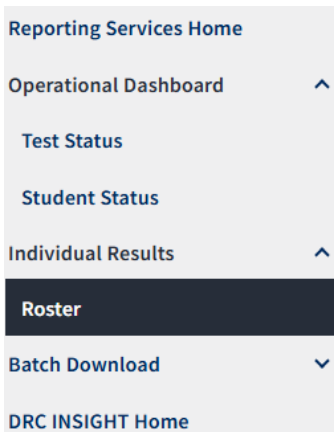 Reporting Services Home
Operational Dashboard
Test Status
Student Status
Individual Results
Roster
Batch Download
DRC INSIGHT Home